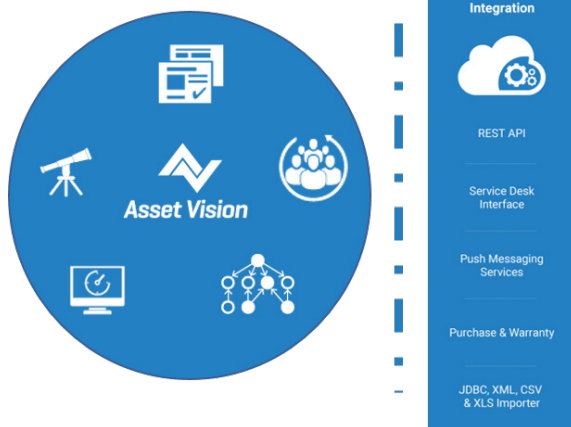 Asset Vision
Integration
REST API
Service Desk
Interface
Push Messaging
Services
Purchase & Warranty
JDBC, XML, CSV
& XLS Importer